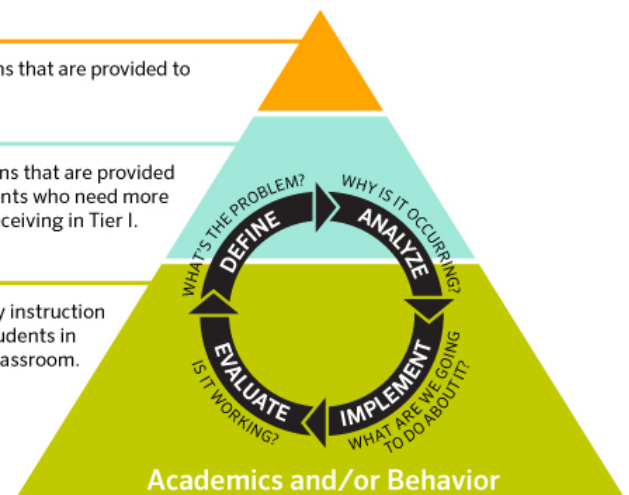 ns that are provided to
ns that are provided
nts who need more
ceiving in Tier I.
y instruction
udents in
assroom.
WHAT'S THE PROBLEM?
DEFINE
WHY IS IT OCCURRING?
ANALYZE
IMPLEMENT
WHAT ARE WE GOING
TO DO ABOUT IT?
EVALUATE
IS IT WORKING?
Academics and/or Behavior